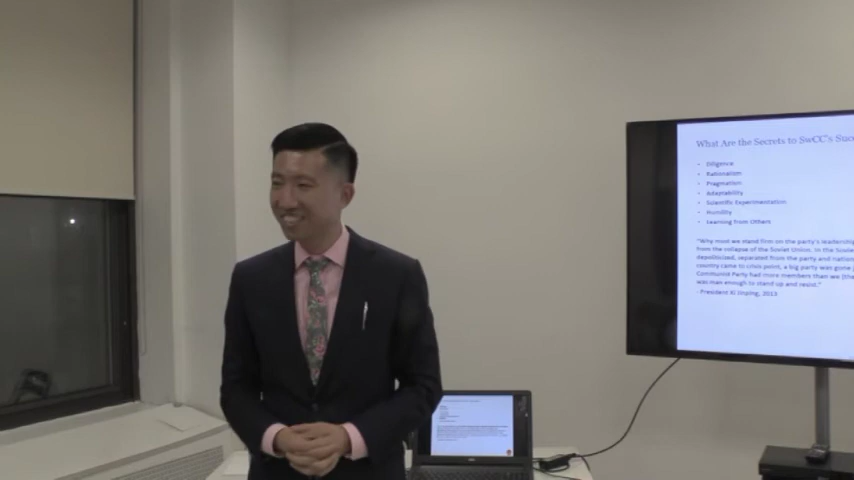 What Are the Secrets to SwCC's Suc
• Diligence
• Rationalism
• Pragmatism
• Adaptability
• Scientific Experimentation
• Humility
• Learning from Others
"Why must we stand firm on the party's leadership
from the collapse of the Soviet Union. In the Sovie
depoliticized, separated from the party and nation
country came to crisis point, a big party was gone j
Communist Party had more members than we [tha
was man enough to stand up and resist."
- President Xi Jinping, 2013